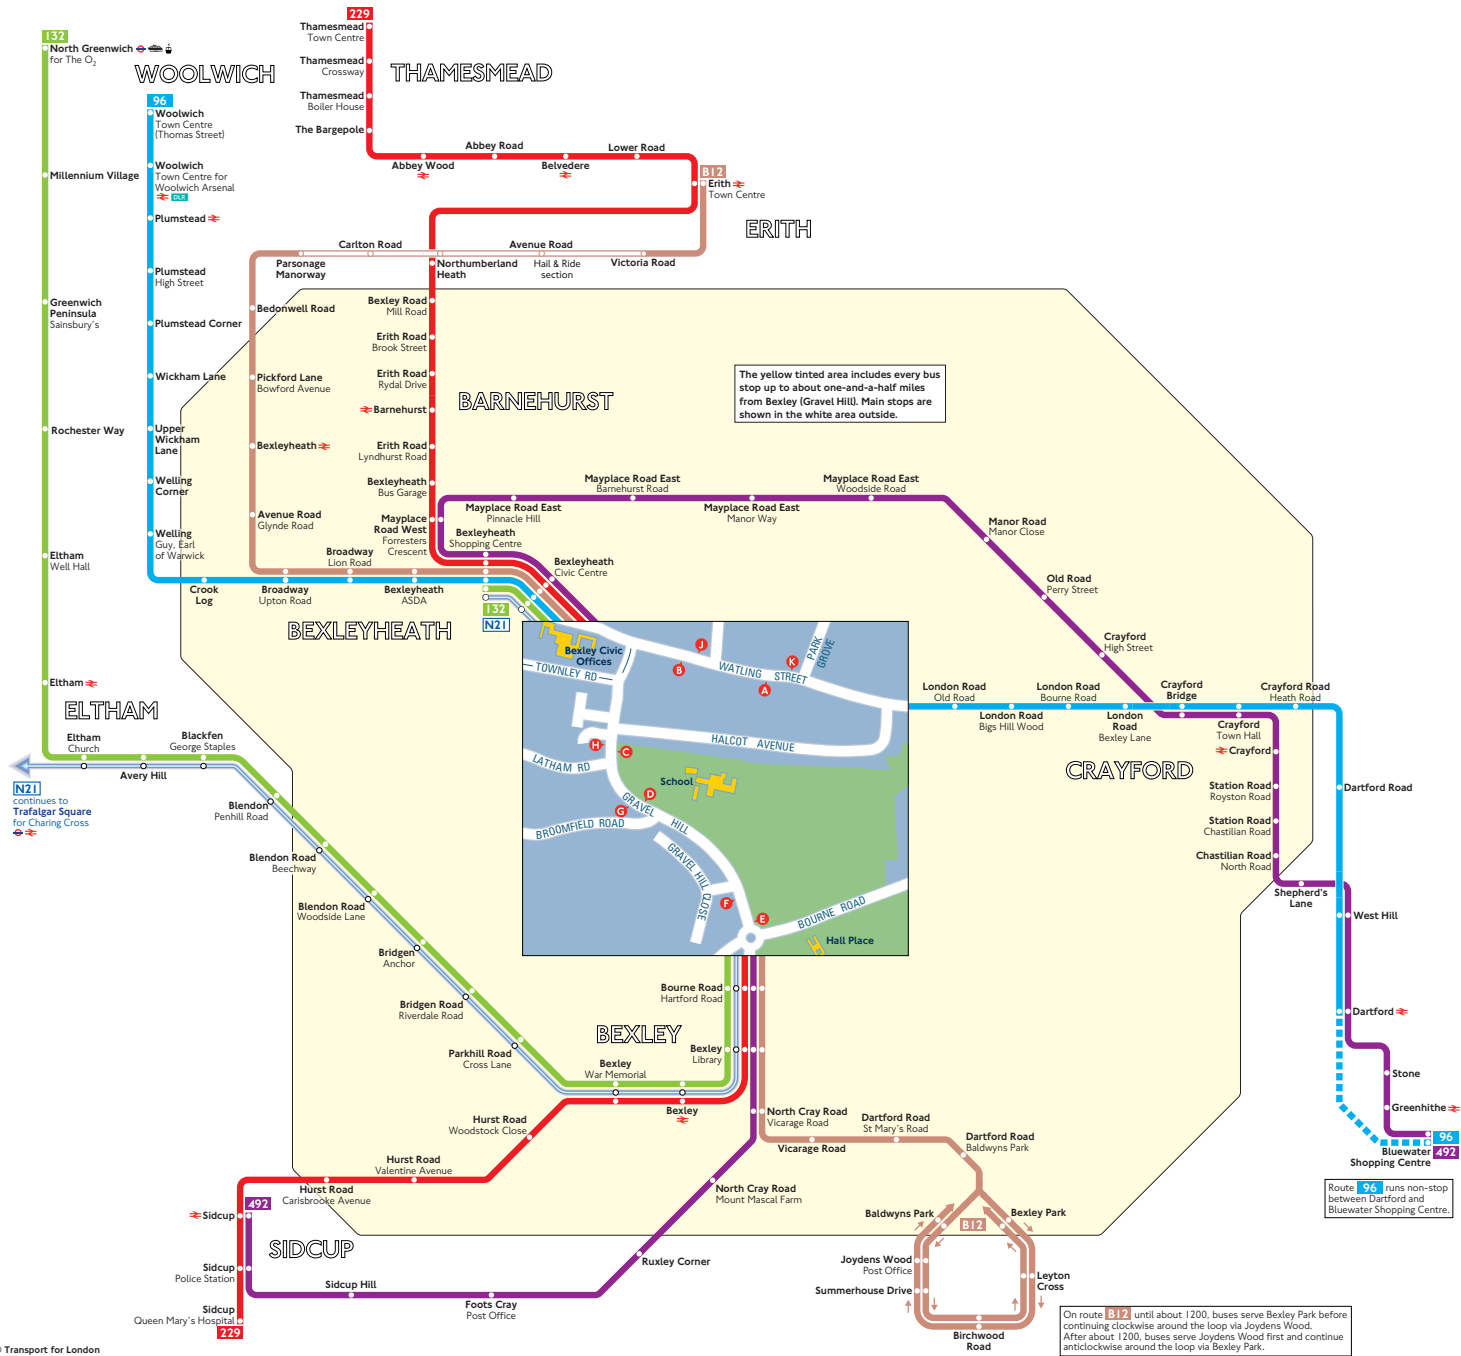 229
132
North Greenwich
for The O2
WOOLWICH
Thamesmead
Town Centre
Thamesmead
Crossway
Thamesmead
Boiler House
The Bargepole
THAMESMEAD
96
Woolwich
Town Centre
(Thomas Street)
Woolwich
Town Centre for
Woolwich Arsenal
DLR
Millennium Village
Plumstead
Plumstead
High Street
Plumstead Corner
Wickham Lane
Upper
Wickham
Lane
Welling
Corner
Welling
Guy, Earl
of Warwick
Greenwich
Peninsula
Sainsbury's
Rochester Way
Eltham
Well Hall
Eltham
ELTHAM
Abbey Wood
Abbey Road
Belvedere
Lower Road
B12
Erith
Town Centre
ERITH
Parsonage
Manorway
Carlton Road
Northumberland
Heath
Avenue Road
Hail & Ride
section
Victoria Road
Bedonwell Road
Pickford Lane
Bowford Avenue
Bexleyheath
Avenue Road
Glynde Road
Bexley Road
Mill Road
Erith Road
Brook Street
Erith Road
Rydal Drive
Barnehurst
Erith Road
Lyndhurst Road
Bexleyheath
Bus Garage
Mayplace
Road West
Forresters
Crescent
BARNEHURST
The yellow tinted area includes every bus
stop up to about one-and-a-half miles
from Bexley (Gravel Hill). Main stops are
shown in the white area outside.
Mayplace Road East
Pinnacle Hill
Mayplace Road East
Barnehurst Road
Mayplace Road East
Manor Way
Mayplace Road East
Woodside Road
Manor Road
Manor Close
Old Road
Perry Street
Crayford
High Street
Bexleyheath
Shopping Centre
Bexleyheath
Civic Centre
Crook
Log
Broadway
Upton Road
Broadway
Lion Road
Bexleyheath
ASDA
132
N21
BEXLEYHEATH
Bexley Civic
Offices
TOWNLEY RD
J
B
K
A
WATLING STREET
PARK GROVE
HALCOT AVENUE
H
C
LATHAM RD
School
D
G
GRAVEL HILL
BROOMFIELD ROAD
GRAVEL HILL CLOSE
F
E
BOURNE ROAD
Hall Place
London Road
Old Road
London Road
Bigs Hill Wood
London Road
Bourne Road
London
Road
Bexley Lane
Crayford
Bridge
Crayford
Town Hall
Crayford Road
Heath Road
CRAYFORD
Crayford
Station Road
Royston Road
Station Road
Chastilian Road
Chastilian Road
North Road
Shepherd's
Lane
Dartford Road
West Hill
Dartford
Stone
Greenhithe
96
492
Bluewater
Shopping Centre
Route 96 runs non-stop
between Dartford and
Bluewater Shopping Centre.
Eltham
Church
Avery Hill
Blackfen
George Staples
N21
continues to
Trafalgar Square
for Charing Cross
Blendon
Penhill Road
Blendon Road
Beechway
Blendon Road
Woodside Lane
Bridgen
Anchor
Bridgen Road
Riverdale Road
Parkhill Road
Cross Lane
BEXLEY
Bexley
War Memorial
Bexley
Bourne Road
Hartford Road
Bexley
Library
Hurst Road
Woodstock Close
Hurst Road
Valentine Avenue
Hurst Road
Carisbrooke Avenue
492
Sidcup
SIDCUP
Sidcup
Police Station
Sidcup
Queen Mary's Hospital
229
Sidcup Hill
Foots Cray
Post Office
Ruxley Corner
North Cray Road
Mount Mascal Farm
North Cray Road
Vicarage Road
Vicarage Road
Dartford Road
St Mary's Road
Dartford Road
Baldwyns Park
Baldwyns Park
B12
Bexley Park
Joydens Wood
Post Office
Summerhouse Drive
Leyton
Cross
Birchwood
Road
On route B12 until about 1200, buses serve Bexley Park before
continuing clockwise around the loop via Joydens Wood.
After about 1200, buses serve Joydens Wood first and continue
anticlockwise around the loop via Bexley Park.
Transport for London